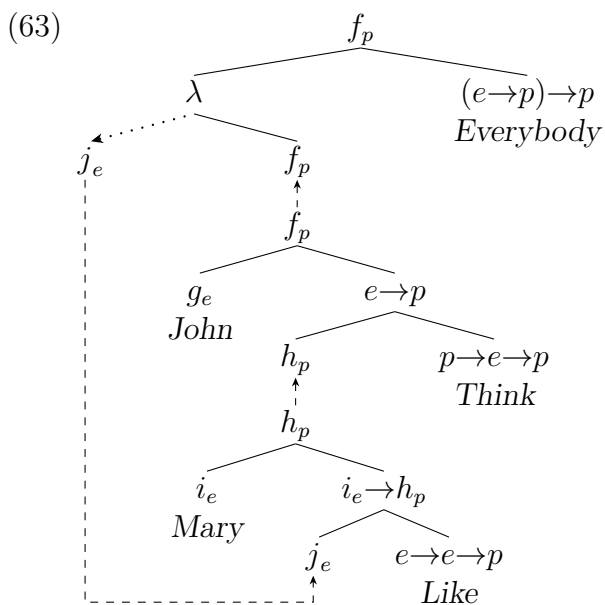 (63)
f_p
λ (e→p)→p
Everybody
j_e f_p
f_p
g_e e→p
John
h_p p→e→p
Think
h_p
i_e i_e→h_p
Mary
j_e e→e→p
Like